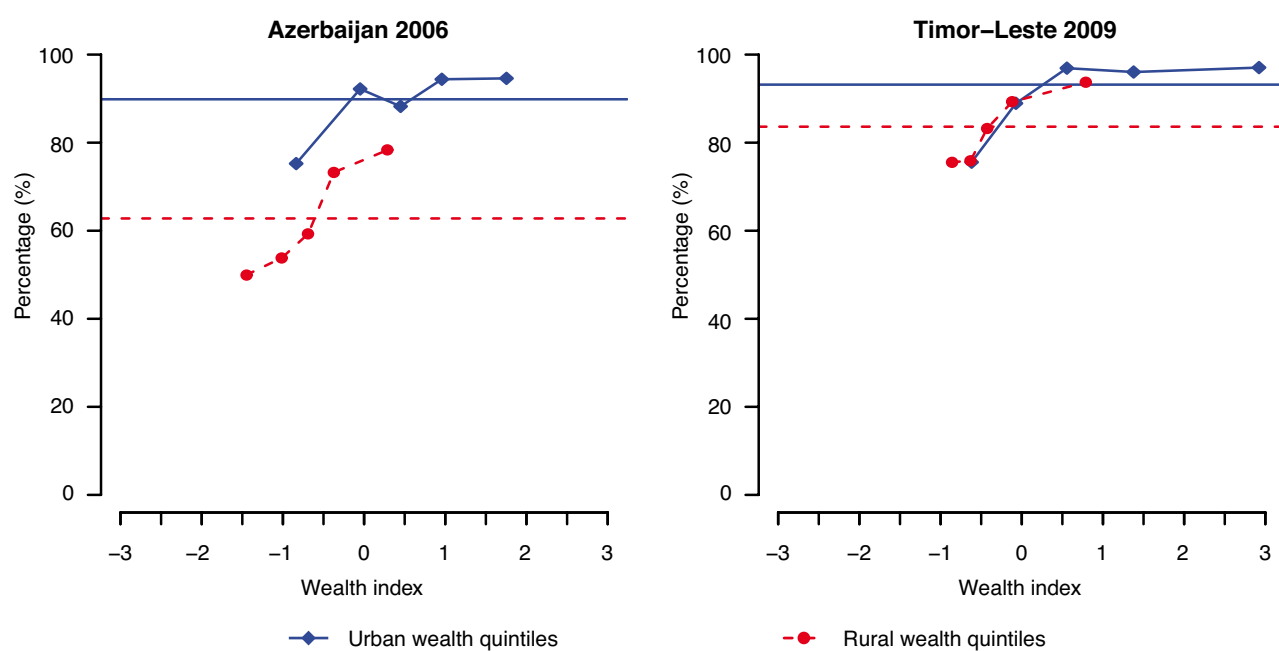 Azerbaijan 2006
Percentage (%)
100
80
60
40
20
0
–3 –2 –1 0 1 2 3
Wealth index
Timor–Leste 2009
Percentage (%)
100
80
60
40
20
0
–3 –2 –1 0 1 2 3
Wealth index
Urban wealth quintiles
Rural wealth quintiles